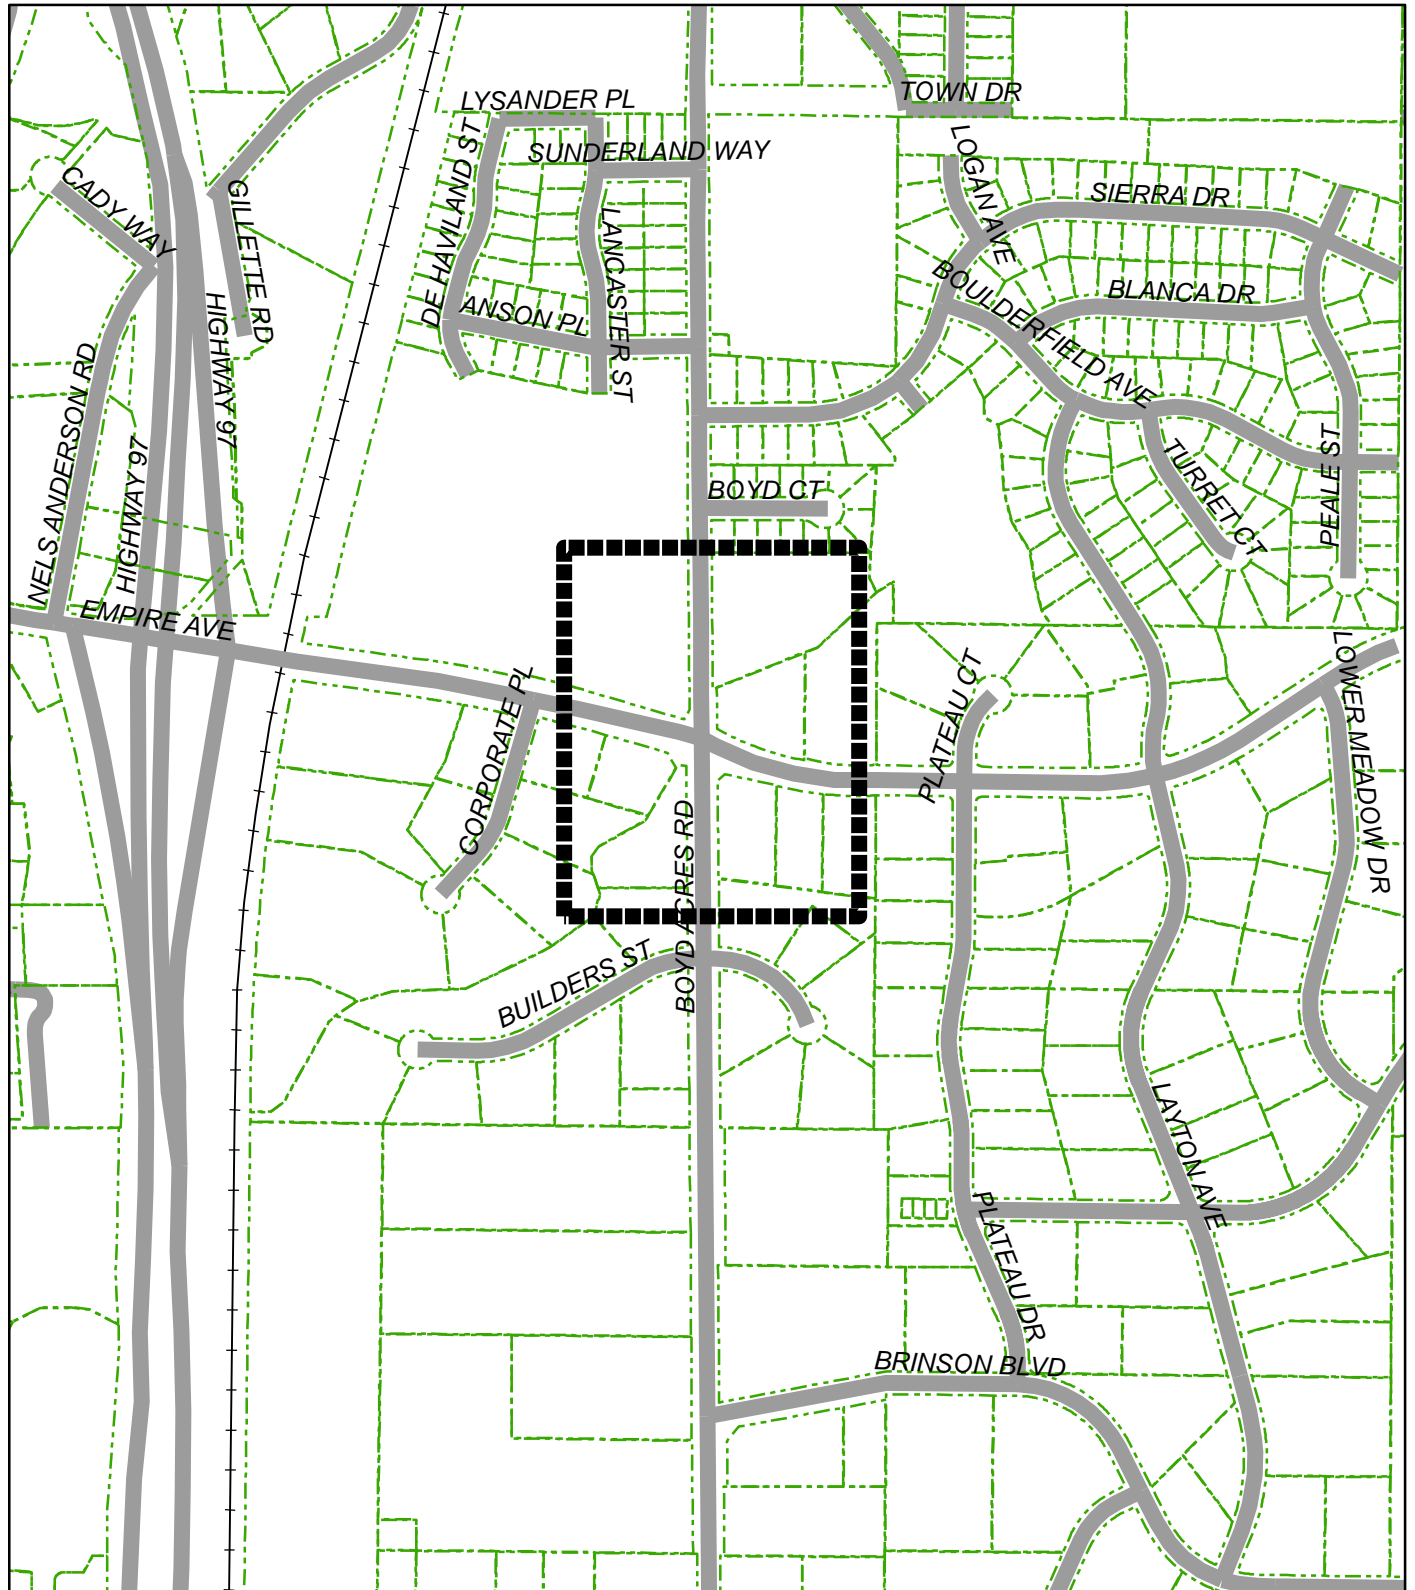 TOWN DR
LYSANDER PL
SUNDERLAND WAY
DE HAVILAND ST
LOGAN AVE
SIERRA DR
CADY WAY
GILLETTE RD
LANCASTER ST
BOULDERFIELD AVE
BLANCA DR
ANSON PL
HIGHWAY 97
NELS ANDERSON RD
HIGHWAY 97
TURRET CT
PEALE ST
BOYD CT
EMPIRE AVE
CORPORATE PL
PLATEAU CT
LOWER MEADOW DR
BOYD ACRES RD
BUILDERS ST
LAYTON AVE
PLATEAU DR
BRINSON BLVD